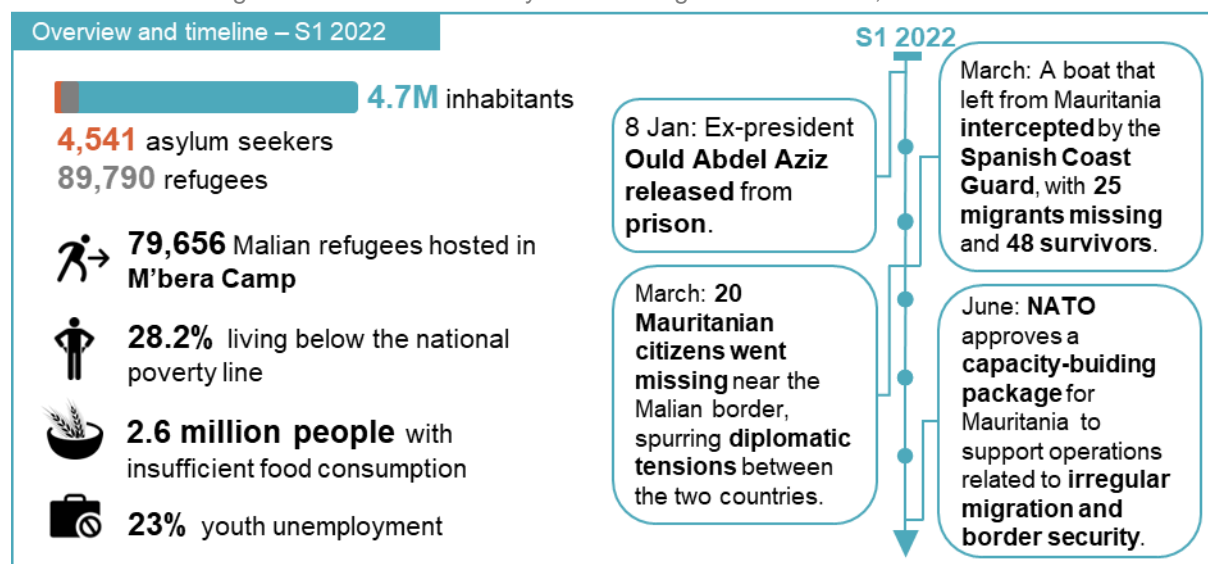 Overview and timeline – S1 2022
4.7M inhabitants
4,541 asylum seekers
89,790 refugees
79,656 Malian refugees hosted in
M’bera Camp
28.2% living below the national
poverty line
2.6 million people with
insufficient food consumption
23% youth unemployment
S1 2022
8 Jan: Ex-president
Ould Abdel Aziz
released from
prison.
March: A boat that
left from Mauritania
intercepted by the
Spanish Coast
Guard, with 25
migrants missing
and 48 survivors.
March: 20
Mauritanian
citizens went
missing near the
Malian border,
spurring diplomatic
tensions between
the two countries.
June: NATO
approves a
capacity-buiding
package for
Mauritania to
support operations
related to irregular
migration and
border security.